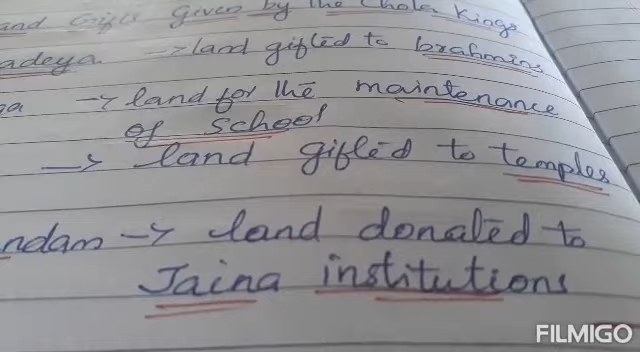 and Gifts Given by the Chola Kings
adeya -> land gifted to brahmins
ga -> land for the maintenance
of school
-> land gifted to temples
ndam -> land donated to
Jaina institutions
FILMIGO